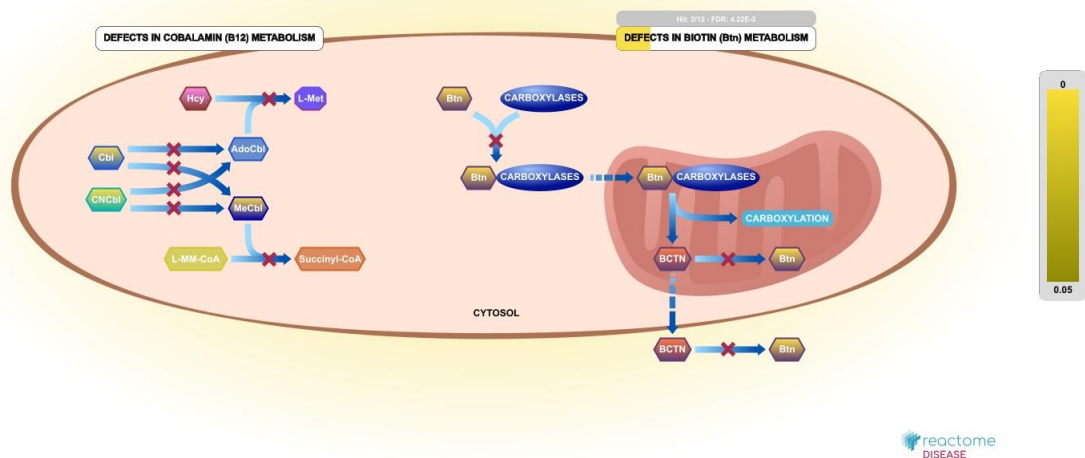 Hit: 2/12 - FDR: 4.22E-3
DEFECTS IN COBALAMIN (B12) METABOLISM
DEFECTS IN BIOTIN (Btn) METABOLISM
0
Hcy
L-Met
Btn
CARBOXYLASES
Cbl
AdoCbl
Btn
CARBOXYLASES
Btn
CARBOXYLASES
CNCbl
MeCbl
CARBOXYLATION
L-MM-CoA
Succinyl-CoA
BCTN
Btn
0.05
CYTOSOL
BCTN
Btn
reactome
DISEASE